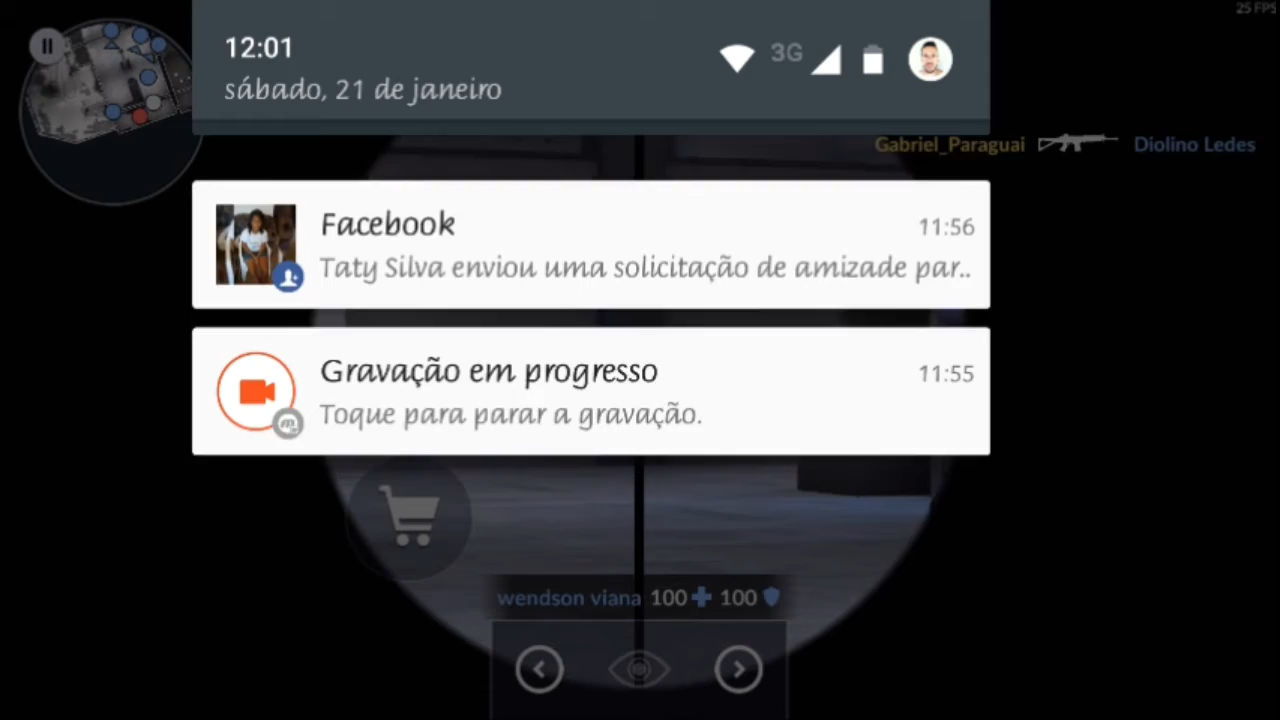 25 FPS
12:01
3G
sábado, 21 de janeiro
Gabriel_Paraguai Diolino Ledes
Facebook 11:56
Taty Silva enviou uma solicitação de amizade par..
Gravação em progresso 11:55
Toque para parar a gravação.
wendson viana 100 100